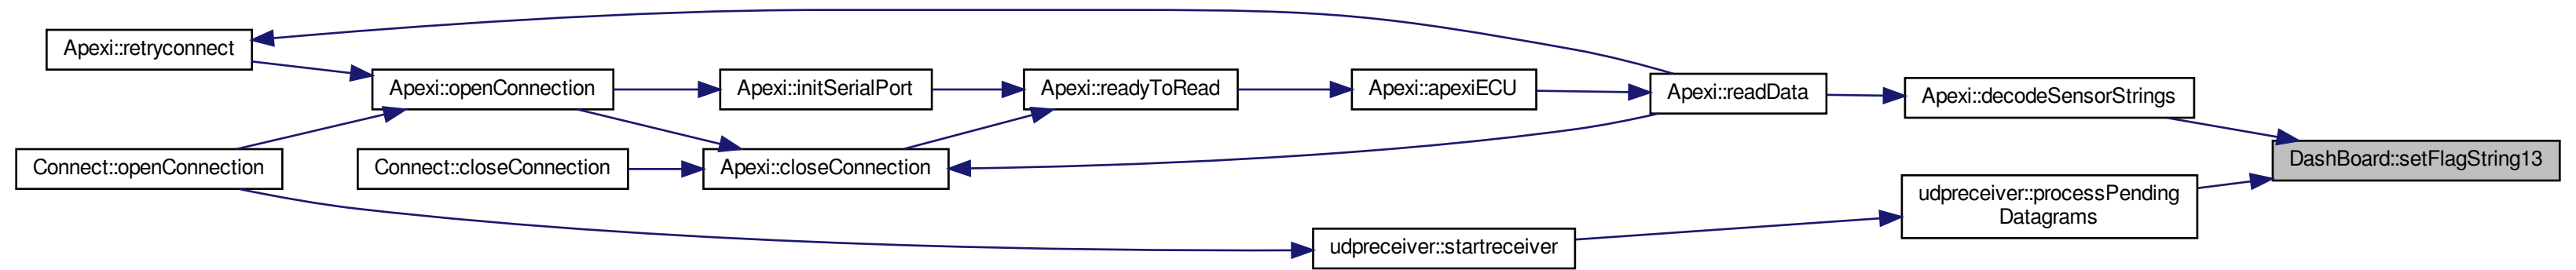 Apexi::retryconnect
Apexi::openConnection
Apexi::initSerialPort
Apexi::readyToRead
Apexi::apexiECU
Apexi::readData
Apexi::decodeSensorStrings
Connect::openConnection
Connect::closeConnection
Apexi::closeConnection
DashBoard::setFlagString13
udpreceiver::processPending
Datagrams
udpreceiver::startreceiver